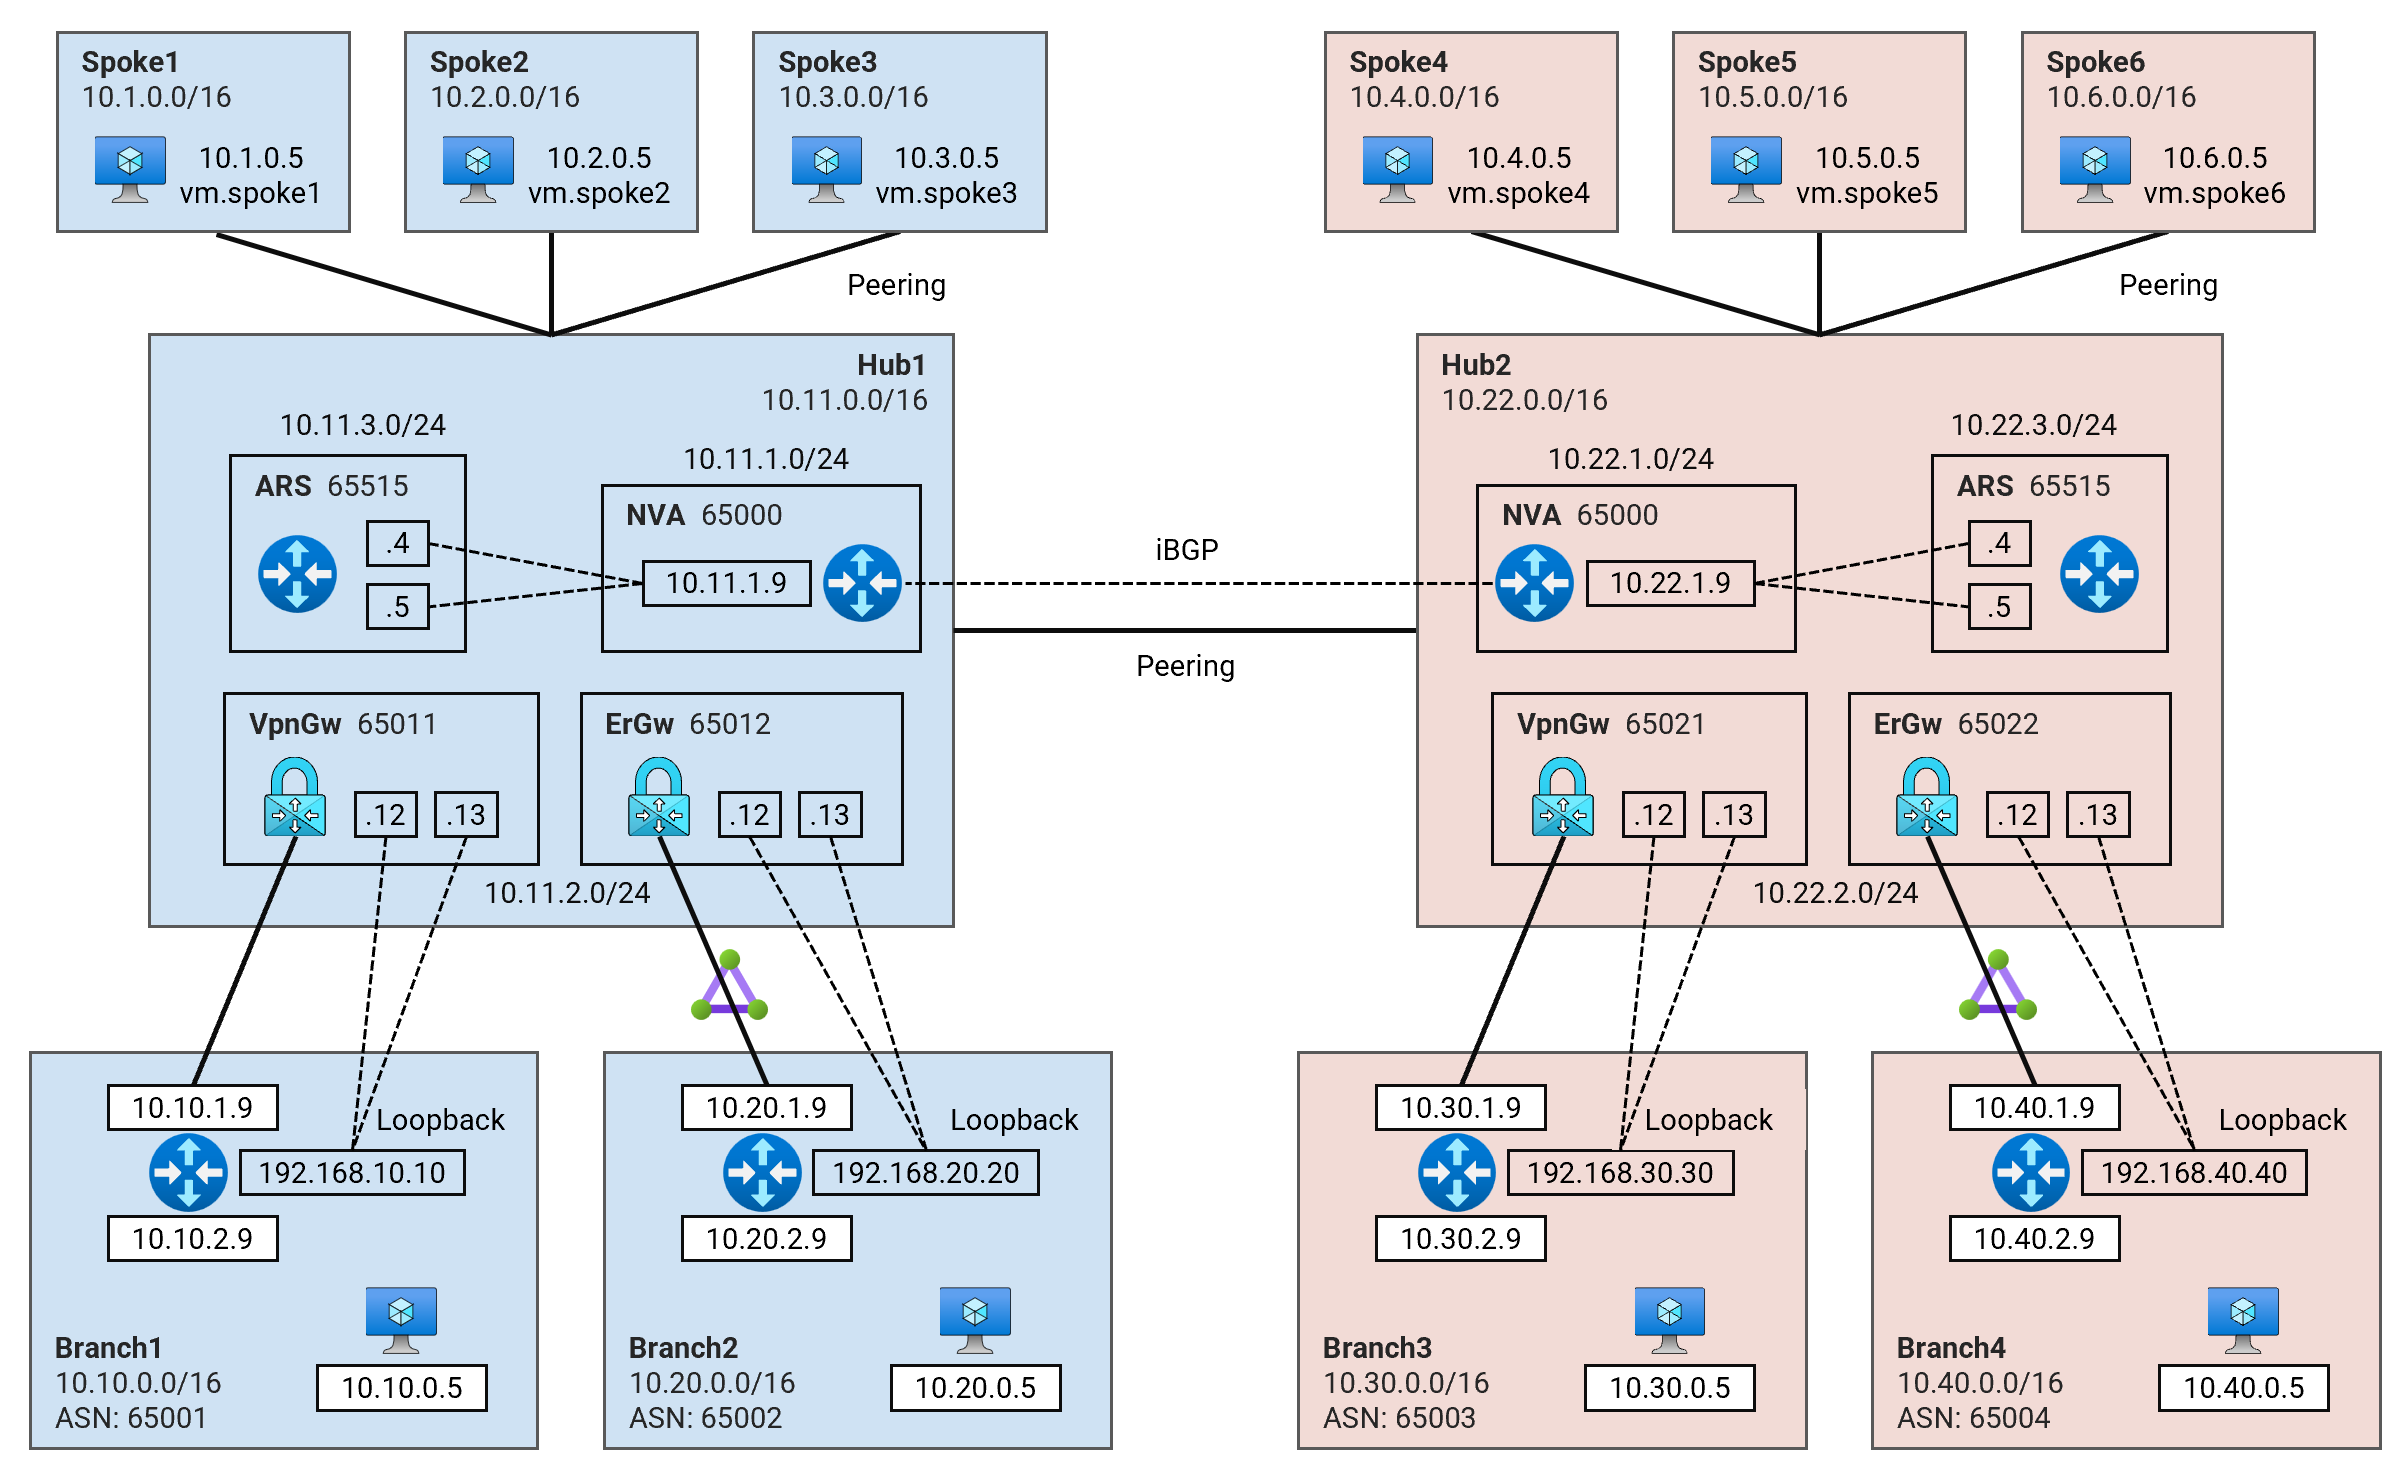 Spoke1
10.1.0.0/16
10.1.0.5
vm.spoke1
Spoke2
10.2.0.0/16
10.2.0.5
vm.spoke2
Spoke3
10.3.0.0/16
10.3.0.5
vm.spoke3
Spoke4
10.4.0.0/16
10.4.0.5
vm.spoke4
Spoke5
10.5.0.0/16
10.5.0.5
vm.spoke5
Spoke6
10.6.0.0/16
10.6.0.5
vm.spoke6
Peering
Peering
Hub1
10.11.0.0/16
10.11.3.0/24
ARS 65515
.4
.5
10.11.1.0/24
NVA 65000
10.11.1.9
VpnGw 65011
.12
.13
ErGw 65012
.12
.13
10.11.2.0/24
iBGP
Peering
Hub2
10.22.0.0/16
10.22.1.0/24
NVA 65000
10.22.1.9
10.22.3.0/24
ARS 65515
.4
.5
VpnGw 65021
.12
.13
ErGw 65022
.12
.13
10.22.2.0/24
10.10.1.9
Loopback
192.168.10.10
10.10.2.9
Branch1
10.10.0.0/16
ASN: 65001
10.10.0.5
10.20.1.9
Loopback
192.168.20.20
10.20.2.9
Branch2
10.20.0.0/16
ASN: 65002
10.20.0.5
10.30.1.9
Loopback
192.168.30.30
10.30.2.9
Branch3
10.30.0.0/16
ASN: 65003
10.30.0.5
10.40.1.9
Loopback
192.168.40.40
10.40.2.9
Branch4
10.40.0.0/16
ASN: 65004
10.40.0.5